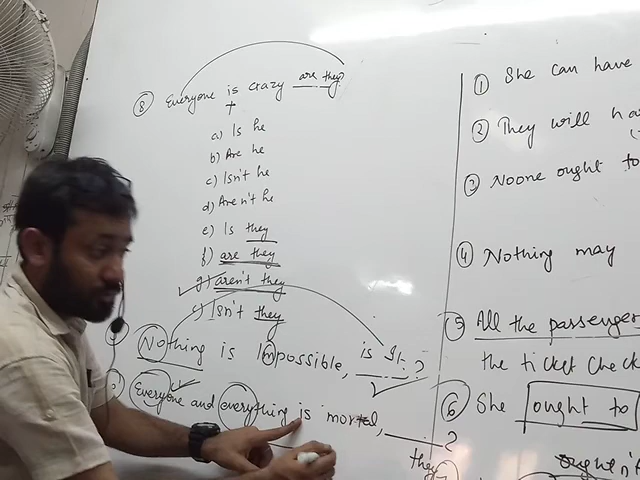 ⑧ Everyone is crazy are they?
+
a) Is he
b) Are he
c) Isn't he
d) Aren't he
e) Is they
f) are they
g) aren't they
c) Isn't they
Nothing is Impossible, is It?
Everyone and everything is mortal, ____?
they
① She can have
② They will ha
③ Noone ought to
④ Nothing may
⑤ All the passenger
the ticket check
⑥ She ought to
ought n't